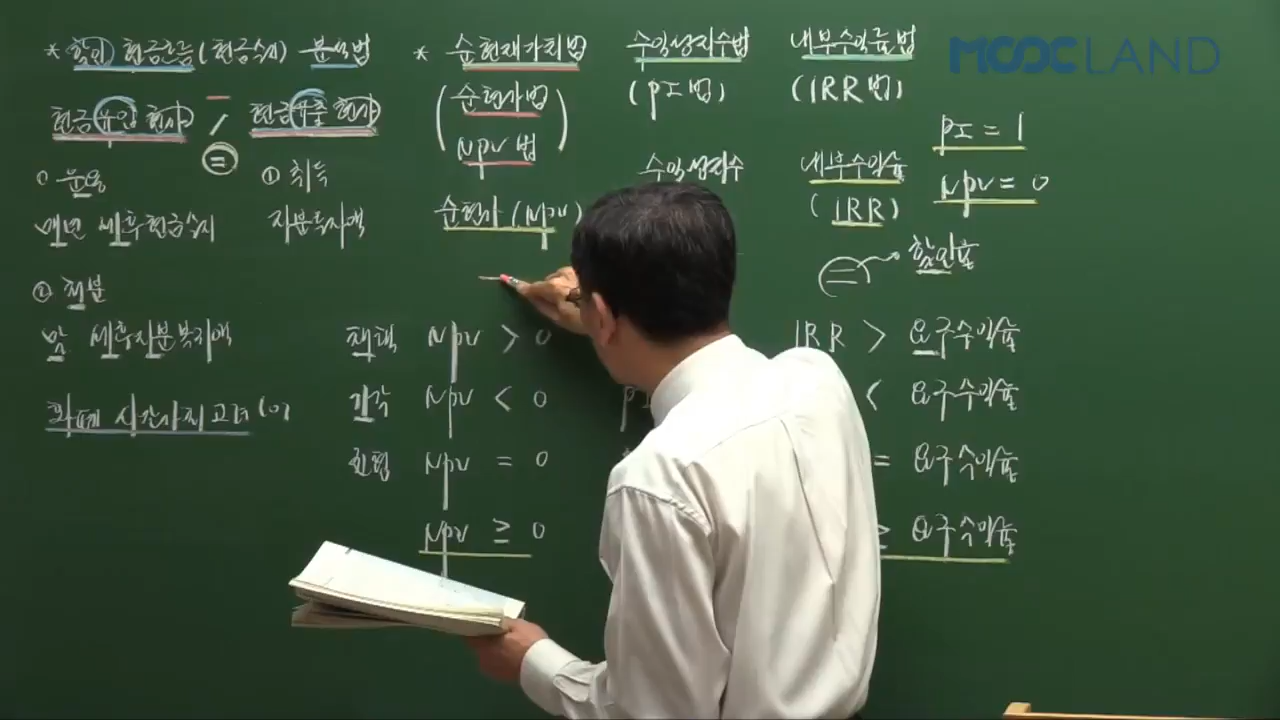 * 할인 현금흐름(현금수지) 분석법
현금유입 현가 - / = 현금유출 현가
① 운영
매년 세후현금수지
② 처분
앞 세후지분복귀액
화폐 시간가치 고려(O)
① 취득
지분투자액
* 순현재가치법
(순현가법
NPV 법)
순현가 (NPV)
채택 NPV > 0
기각 NPV < 0
NPV = 0
NPV ≥ 0
수익성지수법
(PI 법)
수익성지수
PI
내부수익률법
(IRR 법)
내부수익률
(IRR)
= 할인율
IRR > 요구수익률
< 요구수익률
= 요구수익률
≥ 요구수익률
PI = 1
NPV = 0
MOOC LAND